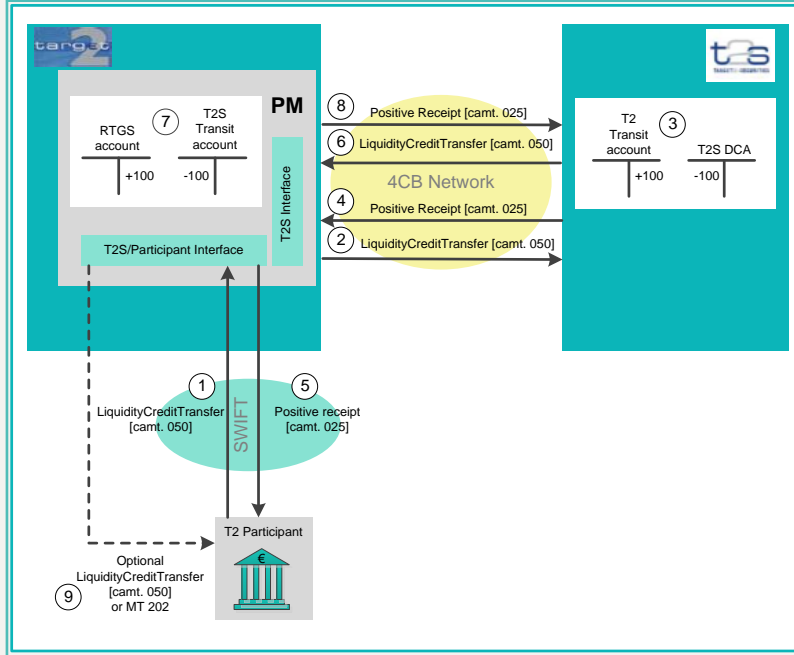 target
2
t2s
PM
7
RTGS
account
T2S
Transit
account
+100
-100
T2S Interface
T2S/Participant Interface
8
Positive Receipt [camt. 025]
6
LiquidityCreditTransfer [camt. 050]
4CB Network
4
Positive Receipt [camt. 025]
2
LiquidityCreditTransfer [camt. 050]
T2
Transit
account
3
T2S DCA
+100
-100
1
5
LiquidityCreditTransfer
[camt. 050]
SWIFT
Positive receipt
[camt. 025]
T2 Participant
€
9
Optional
LiquidityCreditTransfer
[camt. 050]
or MT 202